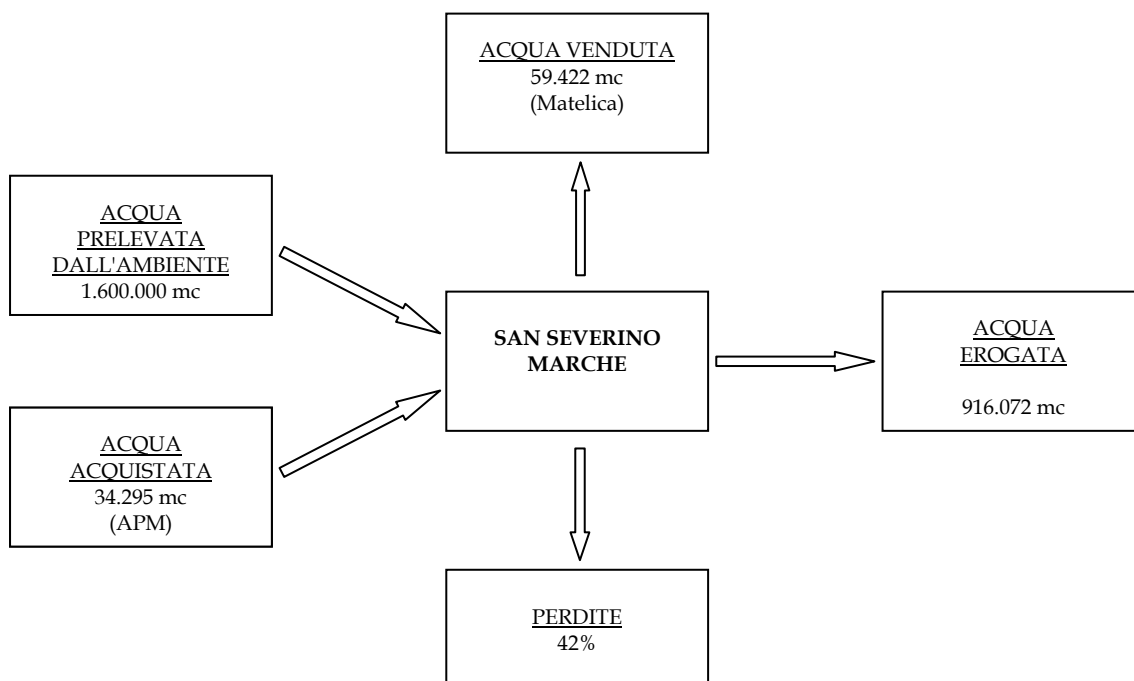 ACQUA VENDUTA
59.422 mc
(Matelica)
ACQUA
PRELEVATA
DALL'AMBIENTE
1.600.000 mc
SAN SEVERINO
MARCHE
ACQUA
EROGATA
916.072 mc
ACQUA
ACQUISTATA
34.295 mc
(APM)
PERDITE
42%